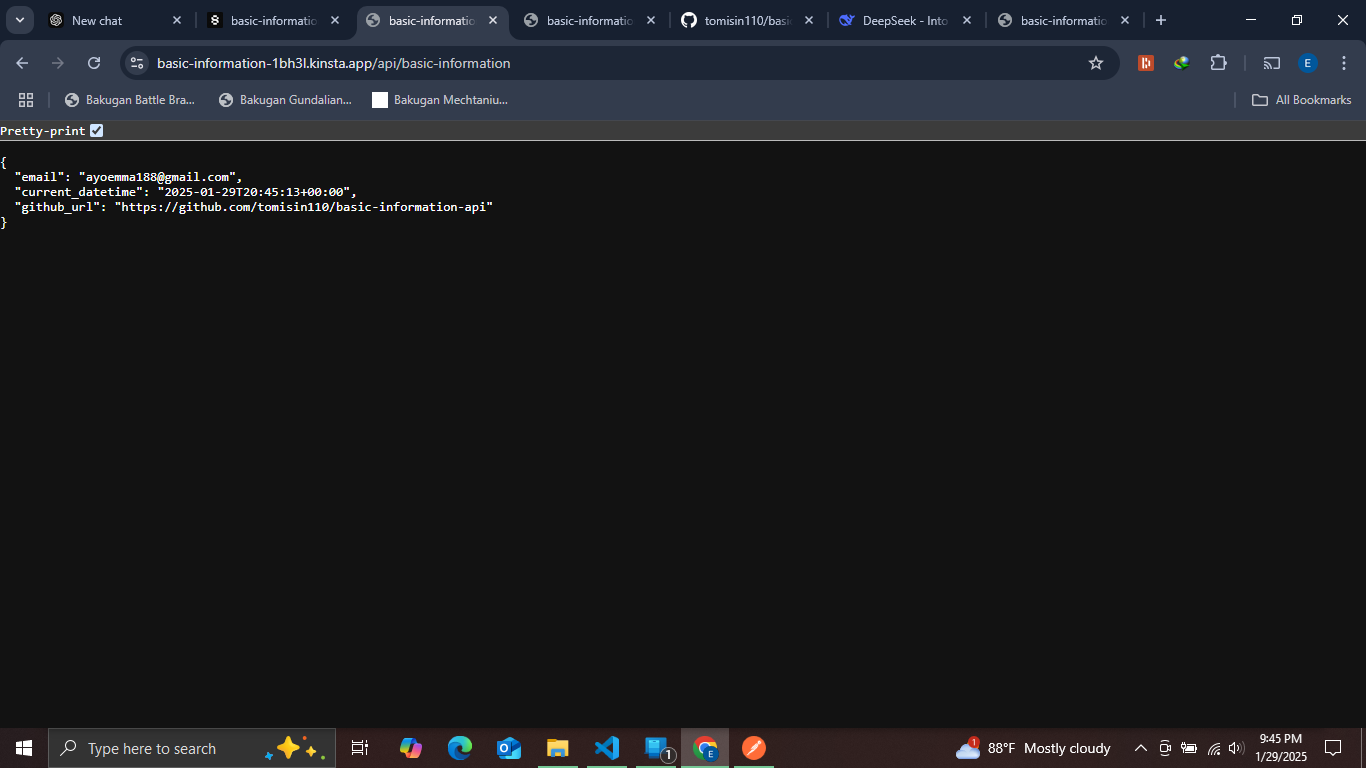 New chat
basic-informatio
basic-informatio
basic-informatio
tomisin110/basic
DeepSeek - Into
basic-informatio
basic-information-1bh3l.kinsta.app/api/basic-information
E
Bakugan Battle Bra...
Bakugan Gundalian...
Bakugan Mechtaniu...
All Bookmarks
Pretty-print
{
"email": "ayoemma188@gmail.com",
"current_datetime": "2025-01-29T20:45:13+00:00",
"github_url": "https://github.com/tomisin110/basic-information-api"
}
Type here to search
1
E
1
88°F Mostly cloudy
9:45 PM
1/29/2025